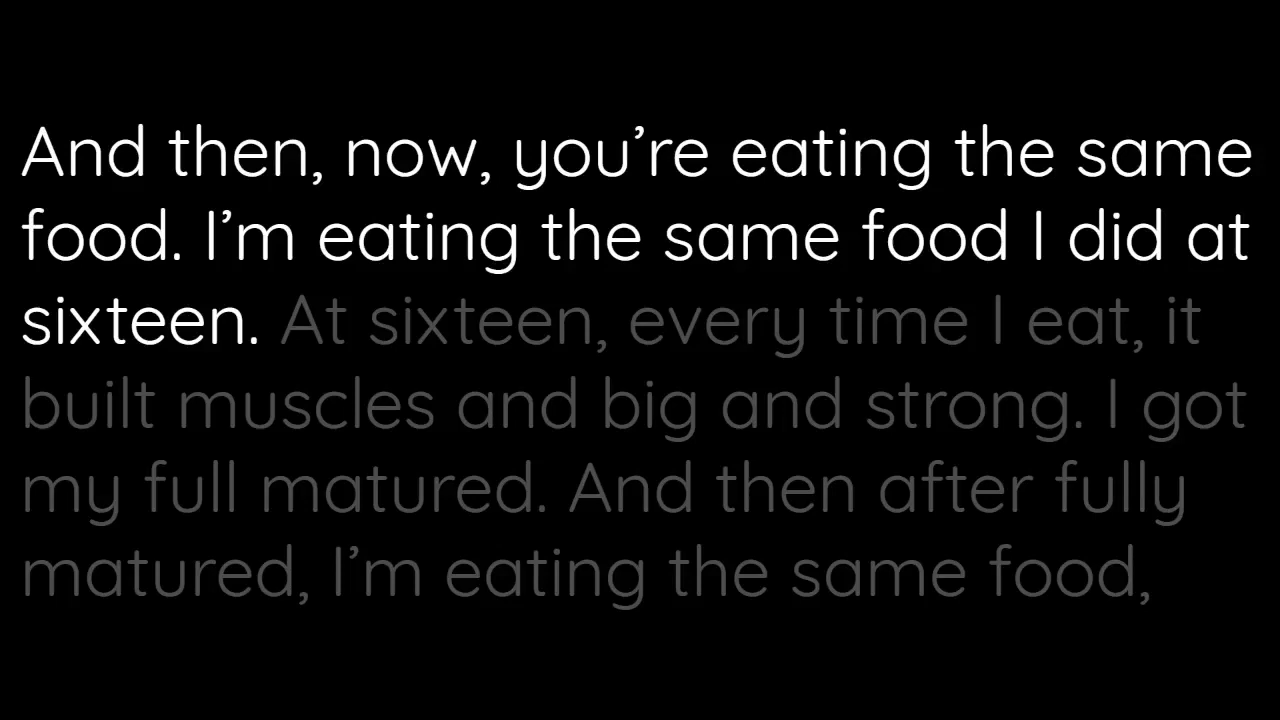 And then, now, you’re eating the same
food. I’m eating the same food I did at
sixteen. At sixteen, every time I eat, it
built muscles and big and strong. I got
my full matured. And then after fully
matured, I’m eating the same food,